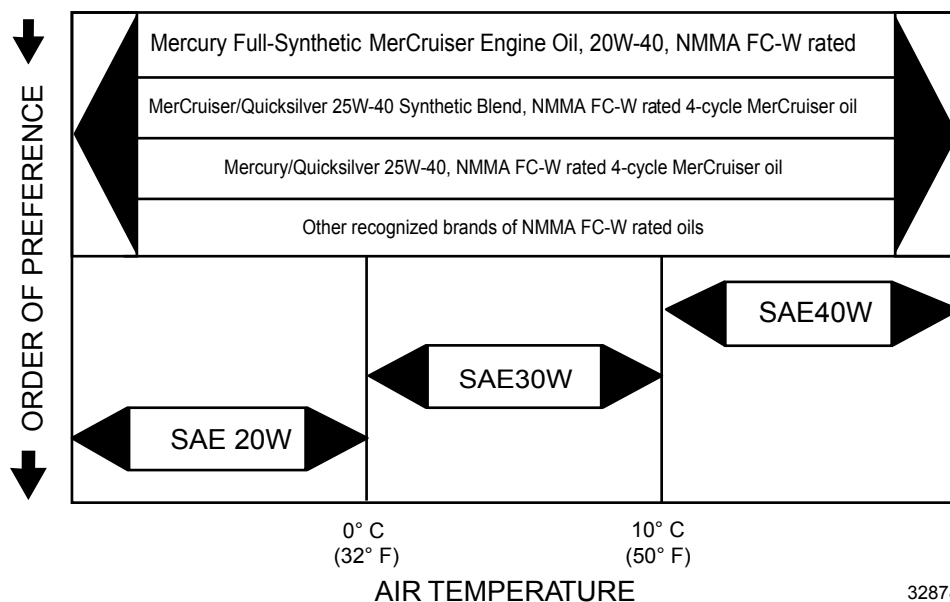 ORDER OF PREFERENCE
Mercury Full-Synthetic MerCruiser Engine Oil, 20W-40, NMMA FC-W rated
MerCruiser/Quicksilver 25W-40 Synthetic Blend, NMMA FC-W rated 4-cycle MerCruiser oil
Mercury/Quicksilver 25W-40, NMMA FC-W rated 4-cycle MerCruiser oil
Other recognized brands of NMMA FC-W rated oils
SAE40W
SAE30W
SAE 20W
0° C
(32° F)
10° C
(50° F)
AIR TEMPERATURE
3287